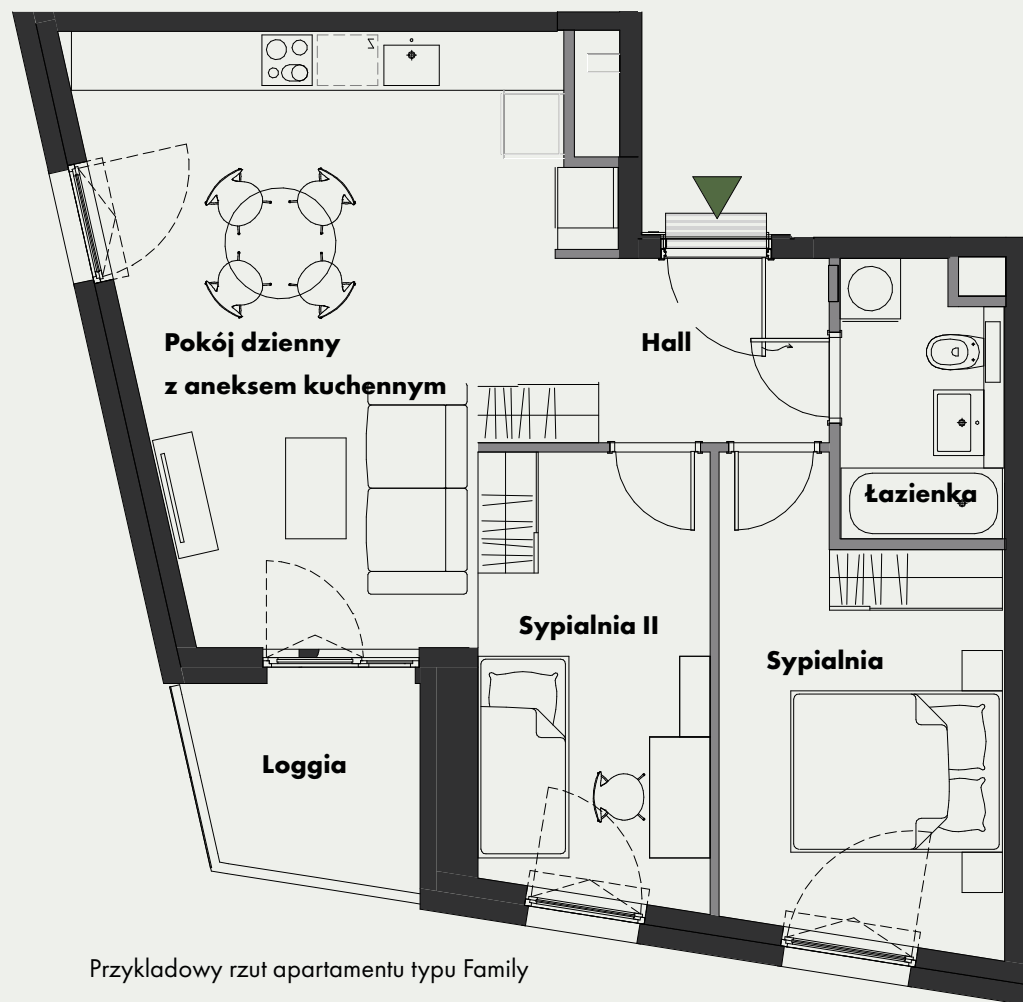 Pokój dzienny
z aneksem kuchennym
Hall
Łazienka
Sypialnia II
Sypialnia
Loggia
Przykladowy rzut apartamentu typu Family